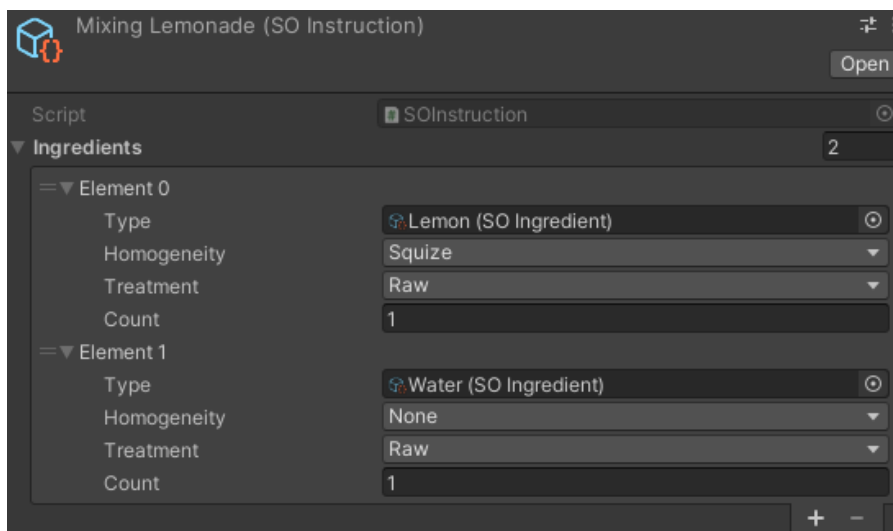 Mixing Lemonade (SO Instruction)
Open
Script SOInstruction
Ingredients 2
Element 0
Type Lemon (SO Ingredient)
Homogeneity Squize
Treatment Raw
Count 1
Element 1
Type Water (SO Ingredient)
Homogeneity None
Treatment Raw
Count 1
+ −